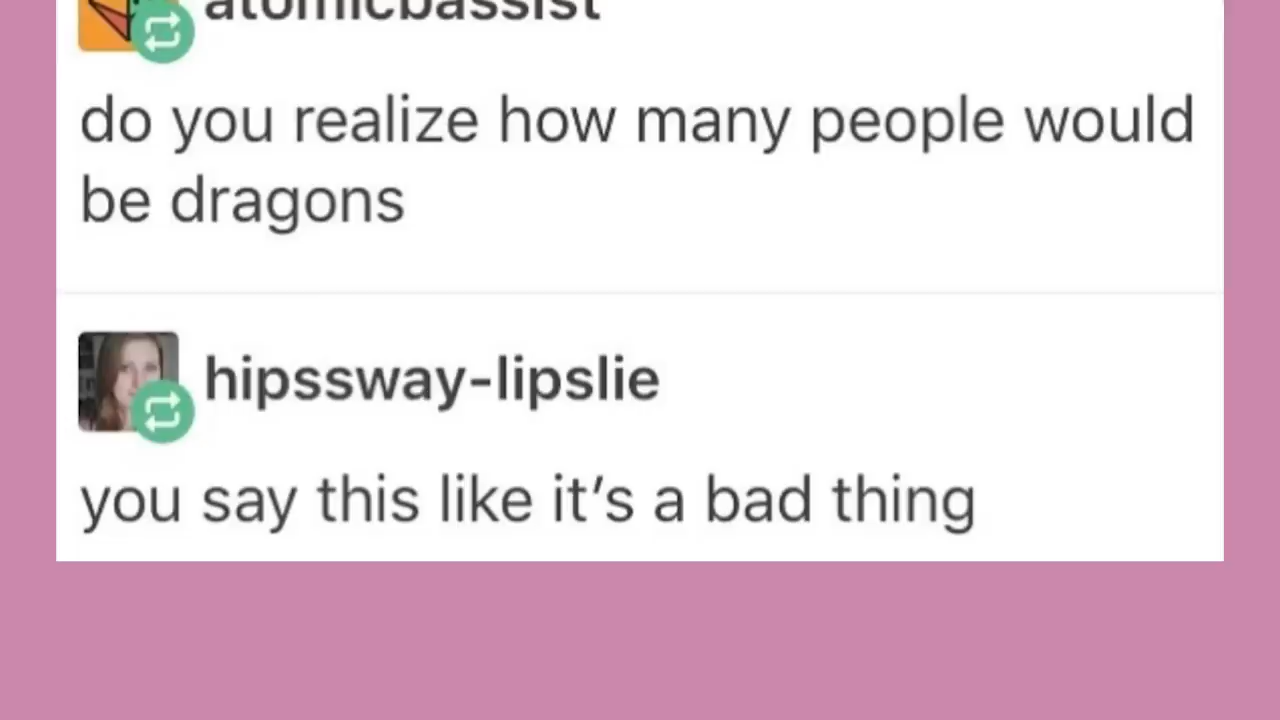 atomicbassist
do you realize how many people would
be dragons
hipssway-lipslie
you say this like it’s a bad thing